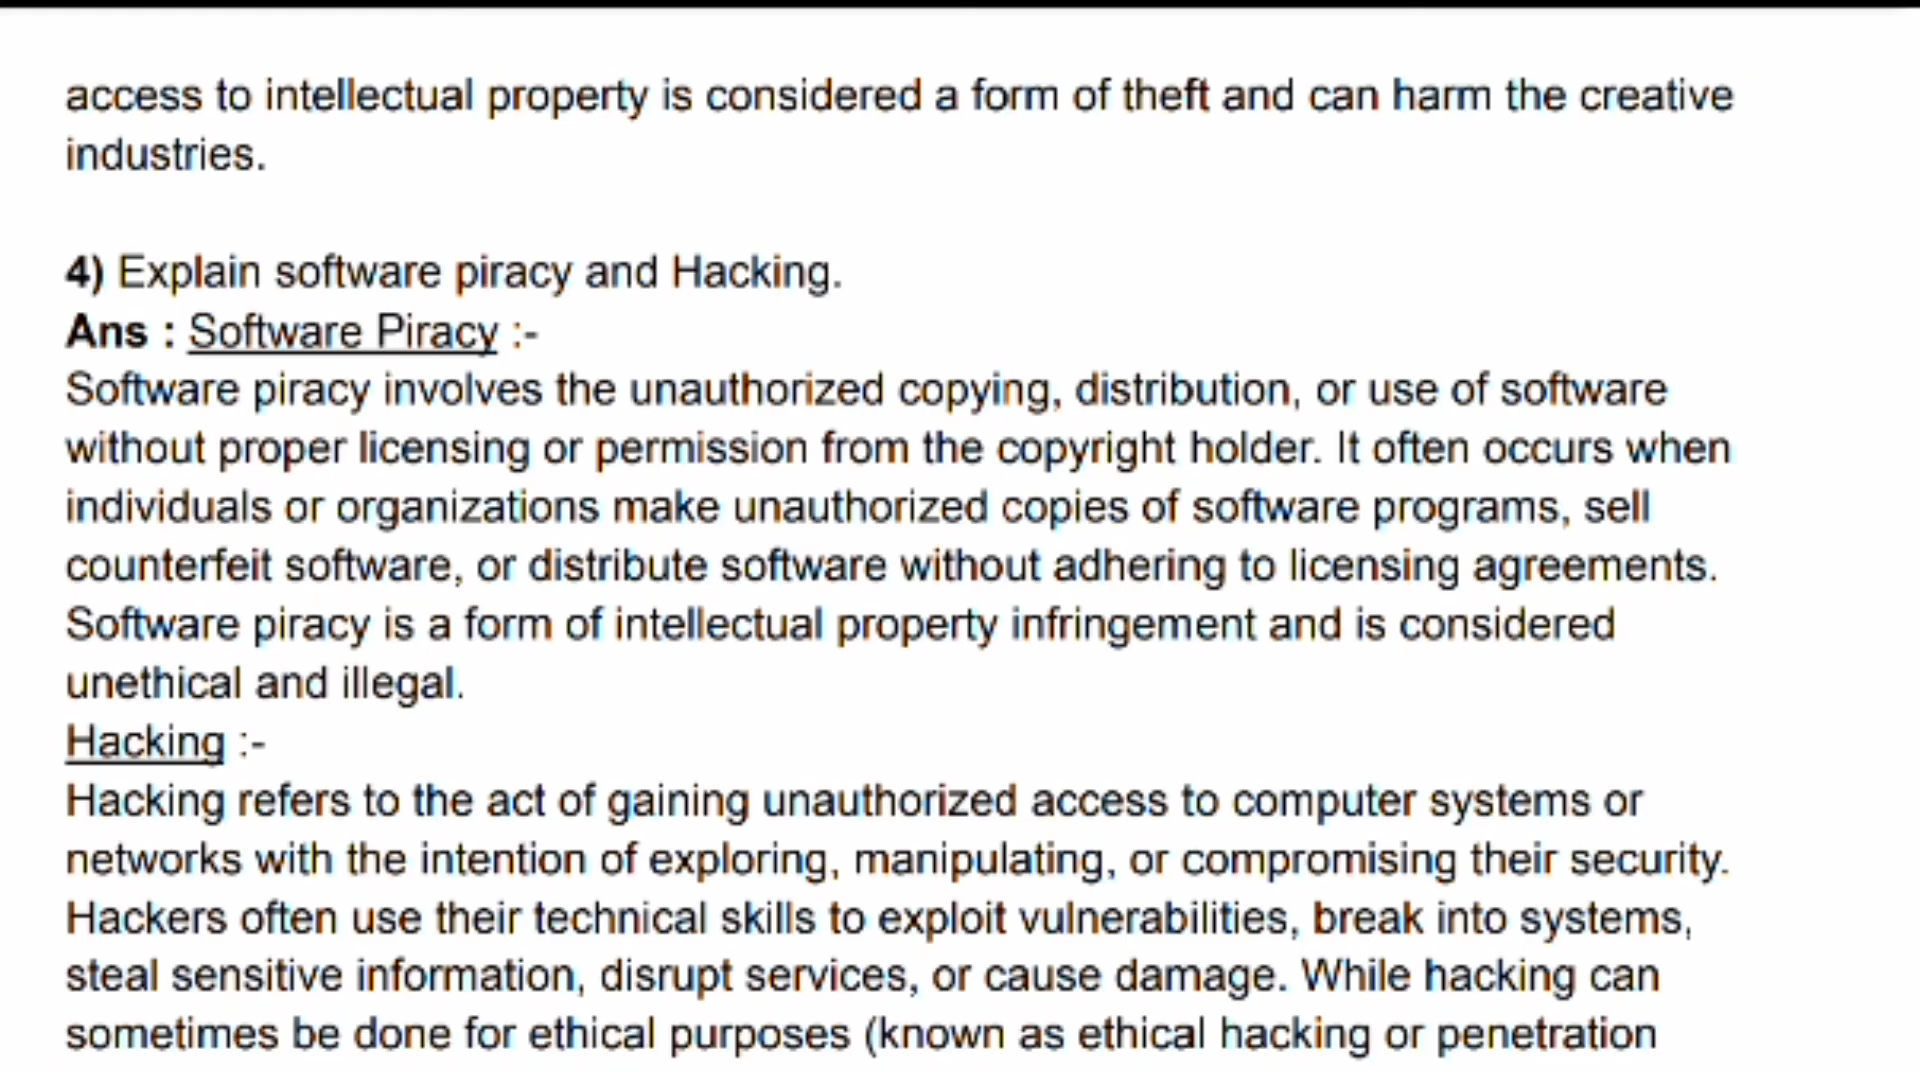 access to intellectual property is considered a form of theft and can harm the creative
industries.
4) Explain software piracy and Hacking.
Ans : Software Piracy :-
Software piracy involves the unauthorized copying, distribution, or use of software
without proper licensing or permission from the copyright holder. It often occurs when
individuals or organizations make unauthorized copies of software programs, sell
counterfeit software, or distribute software without adhering to licensing agreements.
Software piracy is a form of intellectual property infringement and is considered
unethical and illegal.
Hacking :-
Hacking refers to the act of gaining unauthorized access to computer systems or
networks with the intention of exploring, manipulating, or compromising their security.
Hackers often use their technical skills to exploit vulnerabilities, break into systems,
steal sensitive information, disrupt services, or cause damage. While hacking can
sometimes be done for ethical purposes (known as ethical hacking or penetration